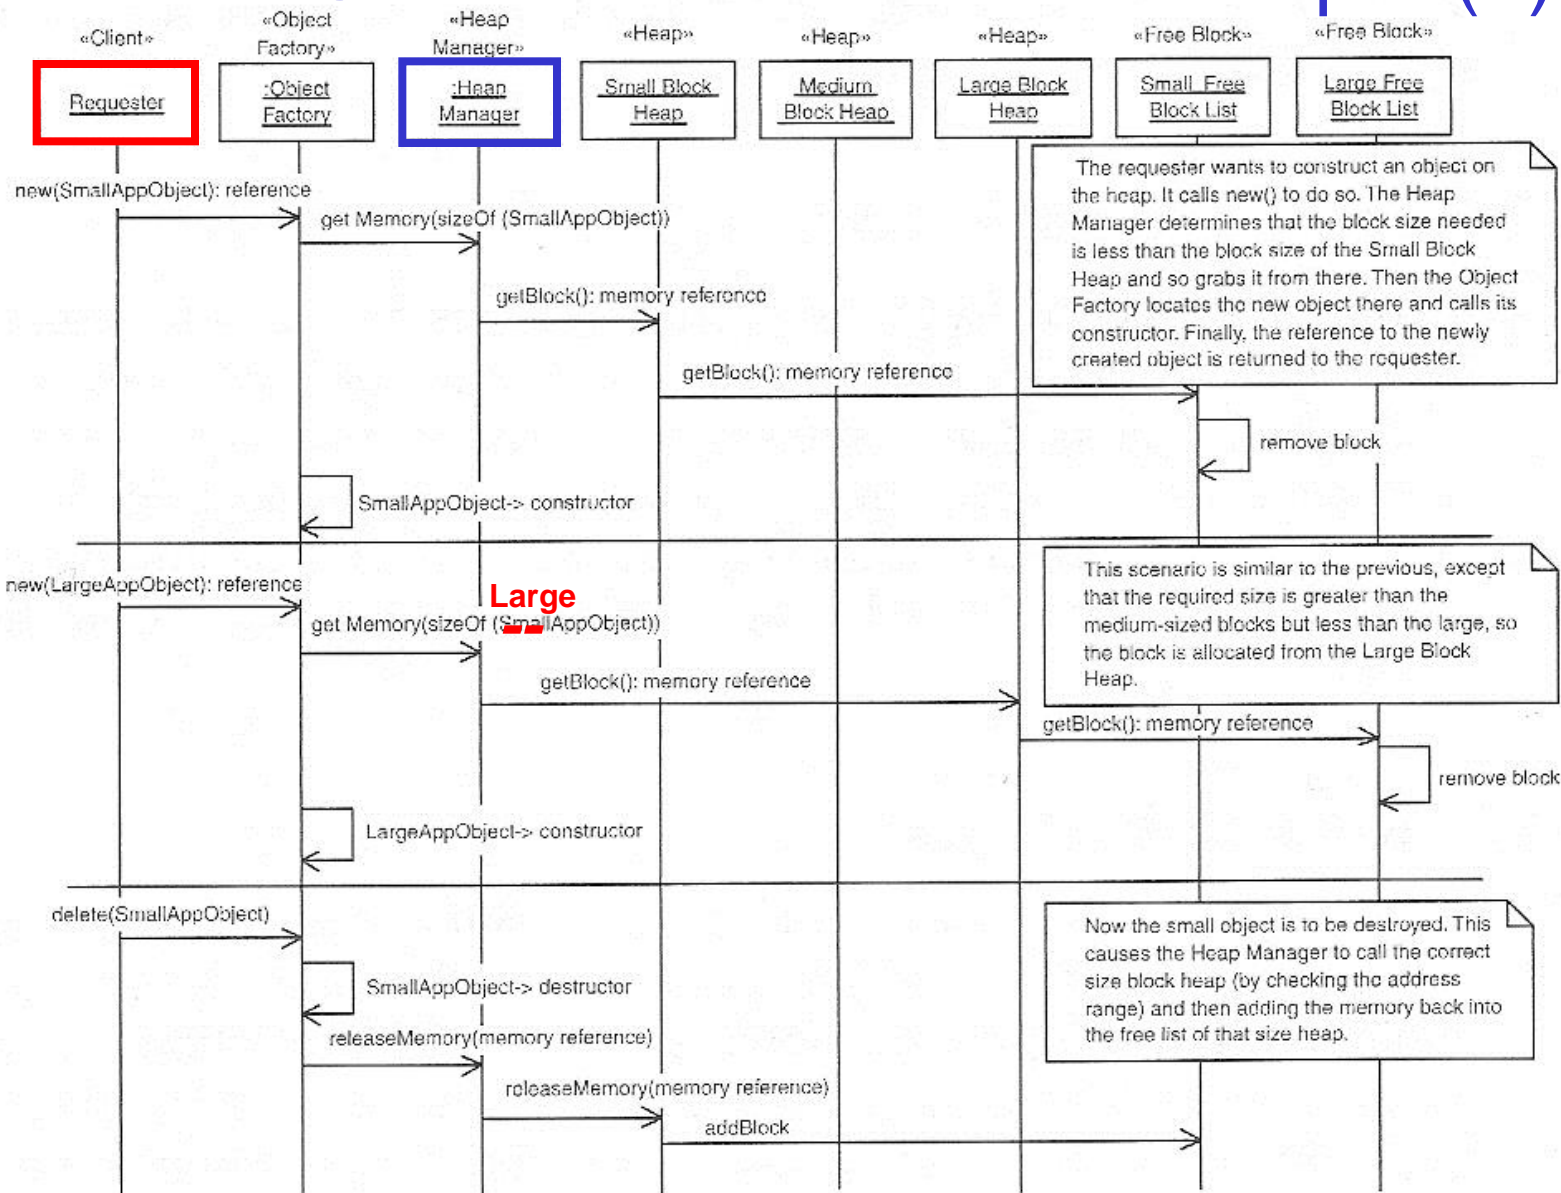 «Client»
«Object
Factory»
«Heap
Manager»
«Heap»
«Heap»
«Heap»
«Free Block»
«Free Block»
Requester
:Object
Factory
:Heap
Manager
Small Block
Heap
Medium
Block Heap
Large Block
Heap
Small Free
Block List
Large Free
Block List
The requester wants to construct an object on
the heap. It calls new() to do so. The Heap
Manager determines that the block size needed
is less than the block size of the Small Block
Heap and so grabs it from there. Then the Object
Factory locates the new object there and calls its
constructor. Finally, the reference to the newly
created object is returned to the requester.
new(SmallAppObject): reference
get Memory(sizeOf (SmallAppObject))
getBlock(): memory reference
getBlock(): memory reference
remove block
SmallAppObject-> constructor
This scenario is similar to the previous, except
that the required size is greater than the
medium-sized blocks but less than the large, so
the block is allocated from the Large Block
Heap.
new(LargeAppObject): reference
Large
get Memory(sizeOf (SmallAppObject))
getBlock(): memory reference
getBlock(): memory reference
remove block
LargeAppObject-> constructor
delete(SmallAppObject)
Now the small object is to be destroyed. This
causes the Heap Manager to call the correct
size block heap (by checking the address
range) and then adding the memory back into
the free list of that size heap.
SmallAppObject-> destructor
releaseMemory(memory reference)
releaseMemory(memory reference)
addBlock